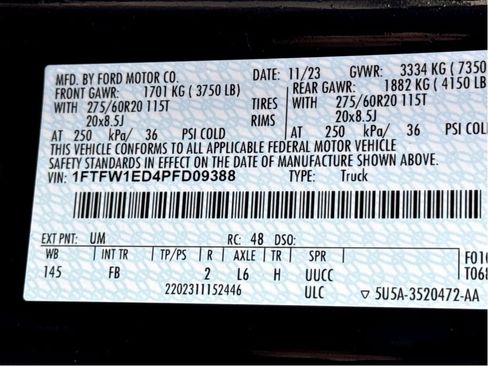 MFD. BY FORD MOTOR CO. DATE: 11/23 GVWR: 3334 KG (7350
FRONT GAWR: 1701 KG (3750 LB) REAR GAWR: 1882 KG (4150 LB
WITH 275/60R20 115T TIRES WITH 275/60R20 115T
20x8.5J RIMS 20x8.5J
AT 250 kPa/ 36 PSI COLD AT 250 kPa/ 36 PSI COLD
THIS VEHICLE CONFORMS TO ALL APPLICABLE FEDERAL MOTOR VEHICLE
SAFETY STANDARDS IN EFFECT ON THE DATE OF MANUFACTURE SHOWN ABOVE.
VIN: 1FTFW1ED4PFD09388 TYPE: Truck
EXT PNT: UM RC: 48 DSO:
WB INT TR TP/PS R AXLE TR SPR
145 FB 2 L6 H UUCC
2202311152446 ULC ▽ 5U5A-3520472-AA